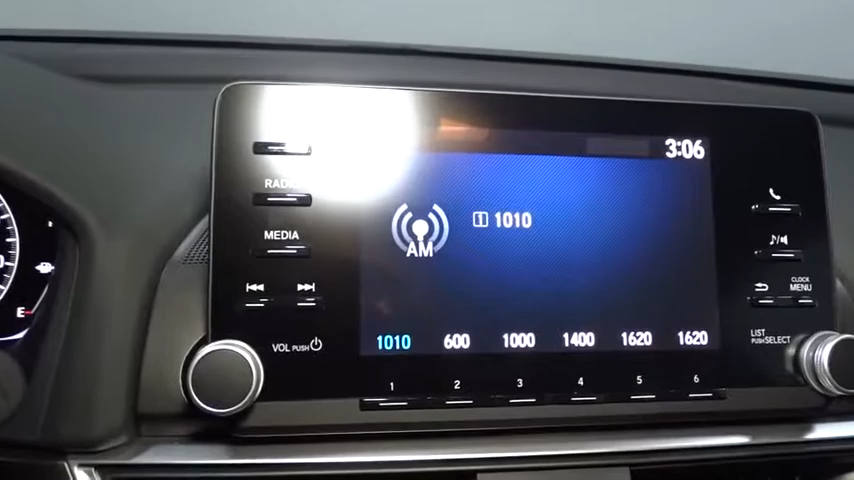 3:06
RADIO
1 1010
AM
MEDIA
CLOCK
MENU
VOL PUSH
LIST
PUSH SELECT
1010 600 1000 1400 1620 1620
1 2 3 4 5 6
E